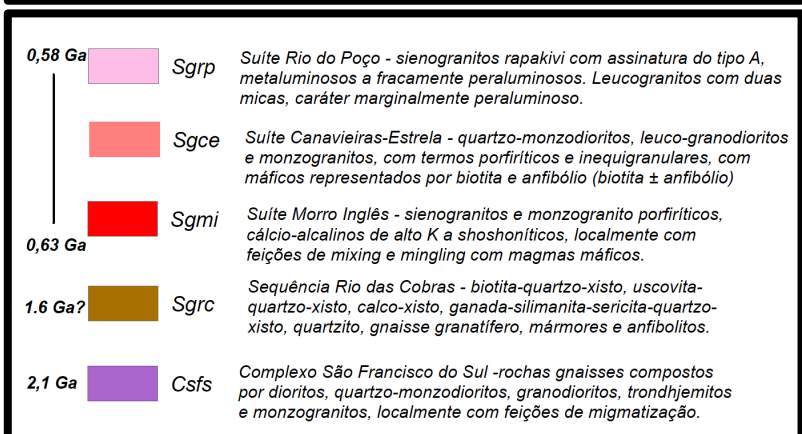 0,58 Ga
Sgrp
Suíte Rio do Poço - sienogranitos rapakivi com assinatura do tipo A,
metaluminosos a fracamente peraluminosos. Leucogranitos com duas
micas, caráter marginalmente peraluminoso.
Sgce
Suíte Canavieiras-Estrela - quartzo-monzodioritos, leuco-granodioritos
e monzogranitos, com termos porfiríticos e inequigranulares, com
máficos representados por biotita e anfibólio (biotita ± anfibólio)
Sgmi
0,63 Ga
Suíte Morro Inglês - sienogranitos e monzogranito porfiríticos,
cálcio-alcalinos de alto K a shoshoníticos, localmente com
feições de mixing e mingling com magmas máficos.
1.6 Ga?
Sgrc
Sequência Rio das Cobras - biotita-quartzo-xisto, uscovita-
quartzo-xisto, calco-xisto, ganada-silimanita-sericita-quartzo-
xisto, quartzito, gnaisse granatífero, mármores e anfibolitos.
2,1 Ga
Csfs
Complexo São Francisco do Sul -rochas gnaisses compostos
por dioritos, quartzo-monzodioritos, granodioritos, trondhjemitos
e monzogranitos, localmente com feições de migmatização.